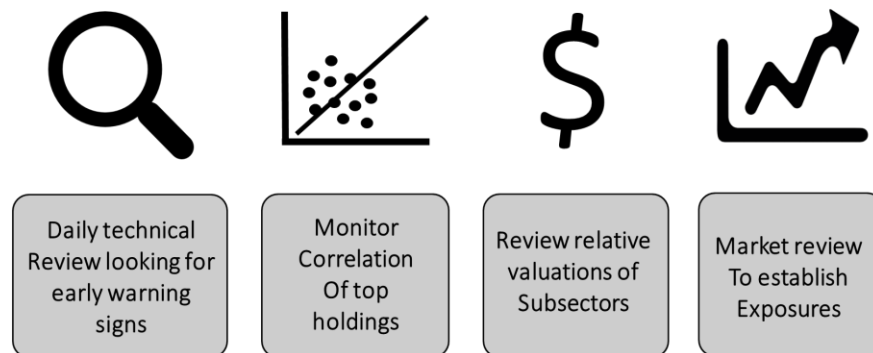 $
Daily technical
Review looking for
early warning
signs
Monitor
Correlation
Of top
holdings
Review relative
valuations of
Subsectors
Market review
To establish
Exposures